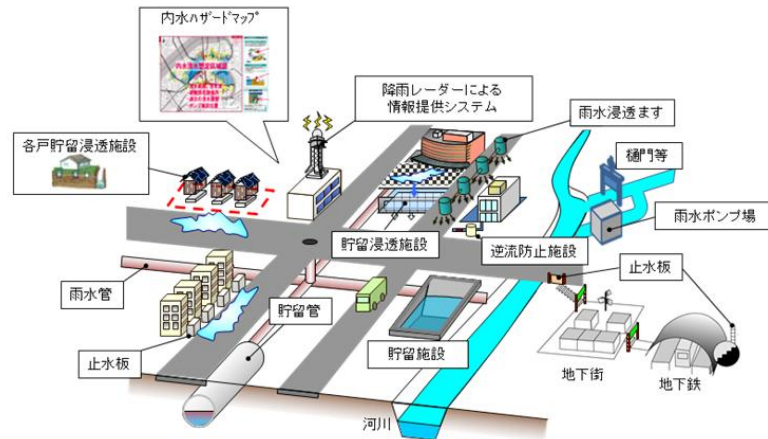 内水ハザードマップ
降雨レーダーによる
情報提供システム
雨水浸透ます
各戸貯留浸透施設
樋門等
雨水ポンプ場
貯留浸透施設
逆流防止施設
止水板
雨水管
貯留管
止水板
貯留施設
地下街
地下鉄
河川